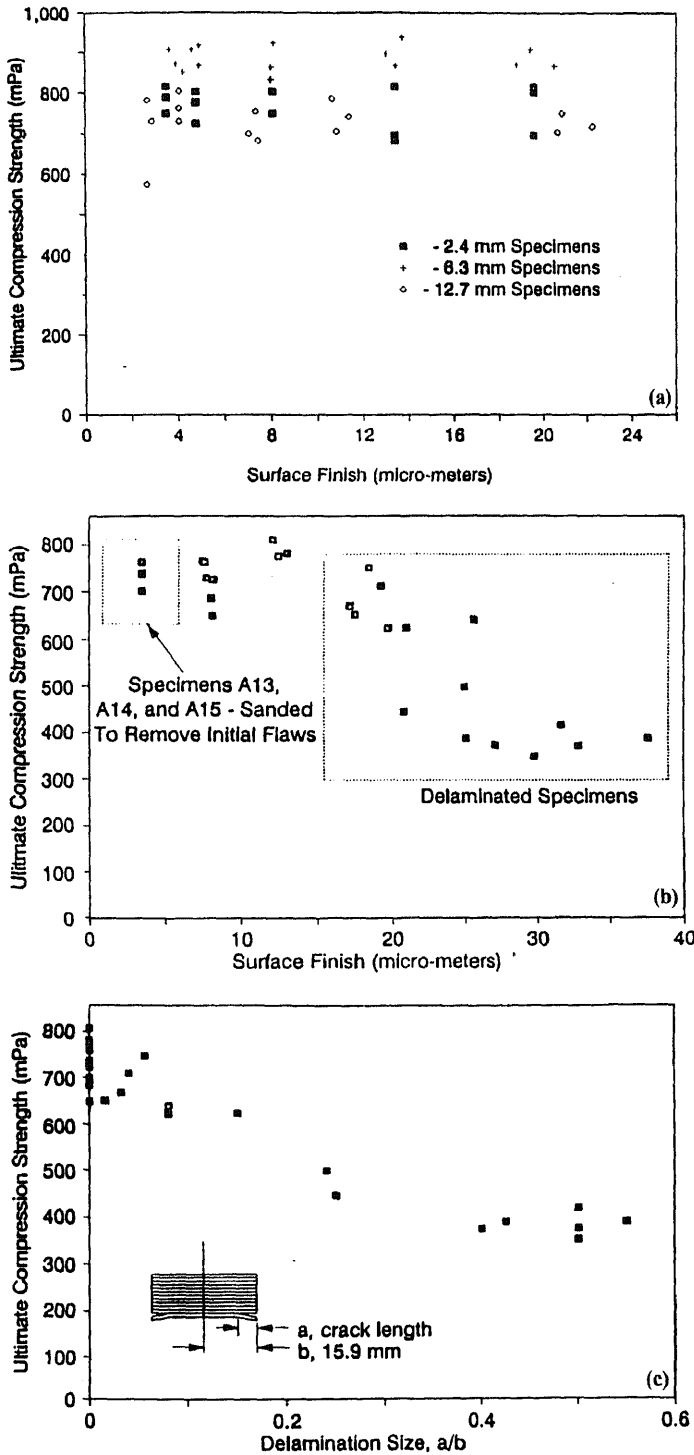 Ultimate Compression Strength (mPa)
1,000
800
600
400
200
0
- 2.4 mm Specimens
- 6.3 mm Specimens
- 12.7 mm Specimens
(a)
0 4 8 12 16 20 24
Surface Finish (micro-meters)
Ulitmate Compression Strength (mPa)
800
700
600
500
400
300
200
100
0
Specimens A13,
A14, and A15 - Sanded
To Remove Initial Flaws
Delaminated Specimens
(b)
0 10 20 30 40
Surface Finish (micro-meters)
Ultimate Compression Strength (mPa)
800
700
600
500
400
300
200
100
0
a, crack length
b, 15.9 mm
(c)
0 0.2 0.4 0.6
Delamination Size, a/b